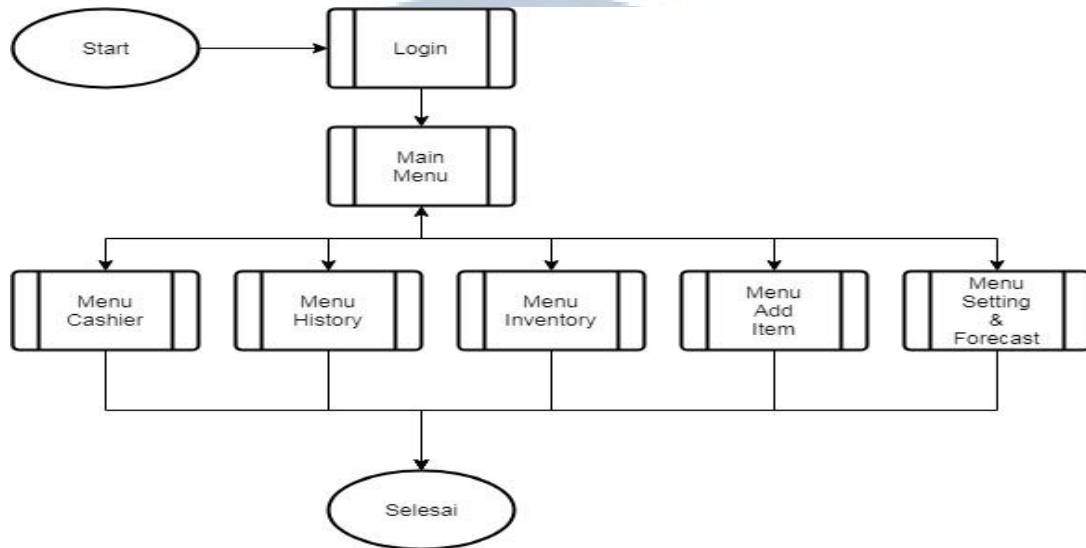 Start
Login
Main
Menu
Menu
Cashier
Menu
History
Menu
Inventory
Menu
Add
Item
Menu
Setting
&
Forecast
Selesai